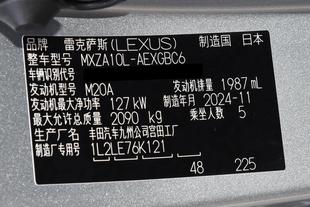 品牌 雷克萨斯(LEXUS) 制造国 日本
整车型号 MXZA10L-AEXGBC6
车辆识别代号
发动机型号 M20A 发动机排量 1987 mL
发动机最大净功率 127 kW 制造年月 2024-11
最大允许总质量 2090 kg 乘坐人数 5
生产厂名 丰田汽车九州公司宫田工厂
制造厂专用号 1L2LE76K121
48 225